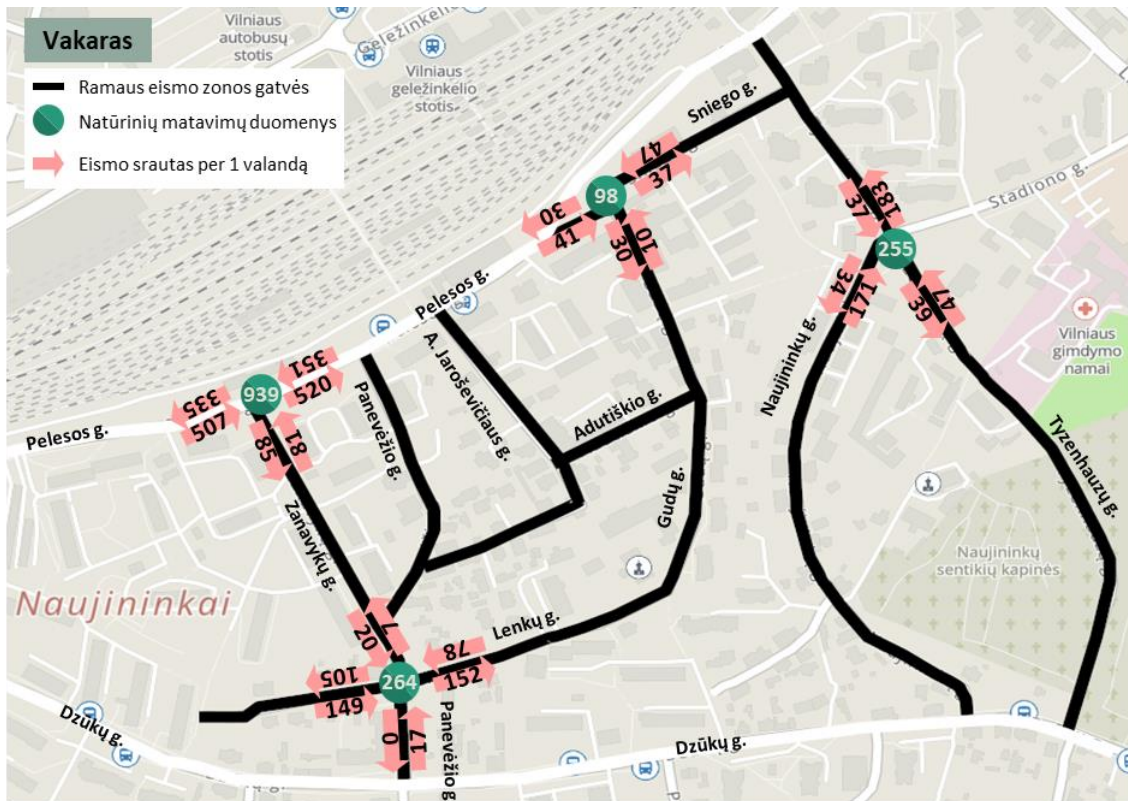 Vakaras
Ramaus eismo zonos gatvės
Natūrinių matavimų duomenys
Eismo srautas per 1 valandą
Vilniaus
autobusų
stotis
Geležinkelio
Vilniaus
geležinkelio
stotis
Sniego g.
47
37
98
30
41
30
10
37
183
Stadiono g.
255
34
171
39
47
Vilniaus
gimdymo
namai
Pelesos g.
351
520
939
335
507
Pelesos g.
85
81
Panevėžio g.
A. Jaroševičiaus g.
Adutiškio g.
Gudų g.
Naujininkų g.
Tyzenhauzų g.
Zanavykų g.
Naujininkų
sentikių kapinės
Naujininkai
7
20
Lenkų g.
78
152
264
105
149
0
17
Panevėžio g.
Dzūkų g.
Dzūkų g.